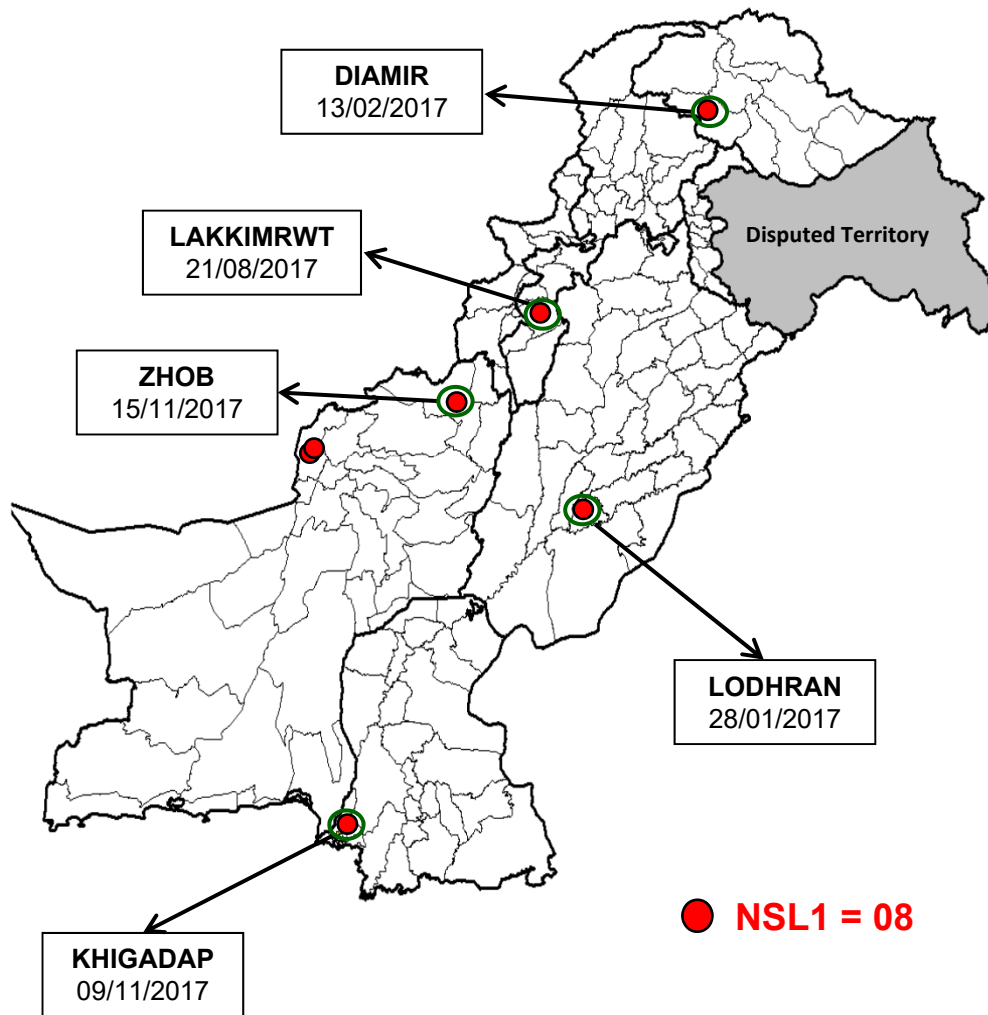 DIAMIR
13/02/2017
LAKKIMRWT
21/08/2017
Disputed Territory
ZHOB
15/11/2017
LODHRAN
28/01/2017
NSL1 = 08
KHIGADAP
09/11/2017